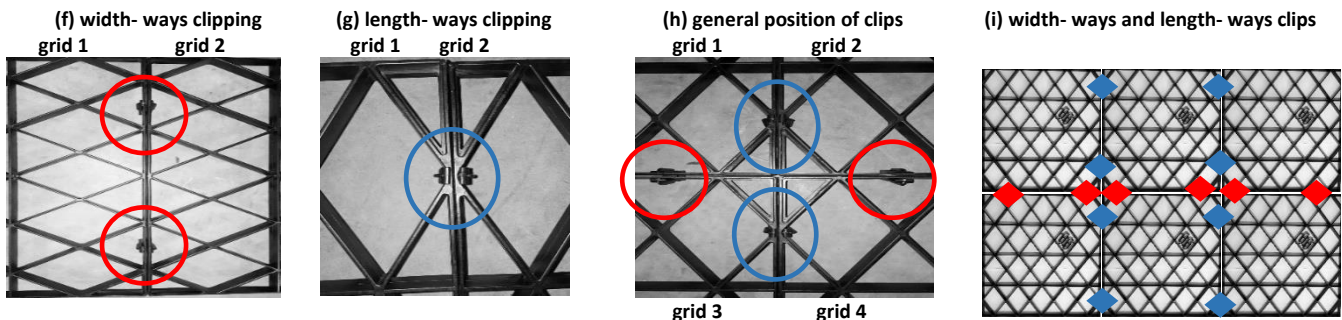 (f) width- ways clipping
grid 1 grid 2
(g) length- ways clipping
grid 1 grid 2
(h) general position of clips
grid 1 grid 2
grid 3 grid 4
(i) width- ways and length- ways clips